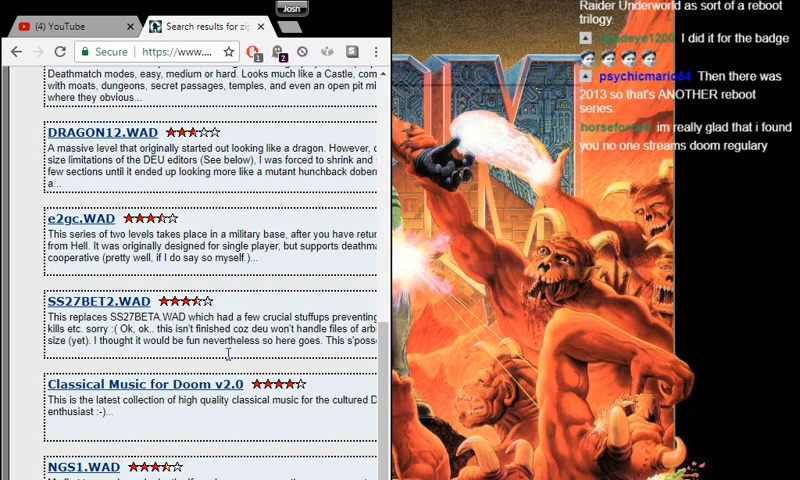 Josh
(4) YouTube
Search results for zip
Secure
https://www.
1
2
S
Deathmatch modes, easy, medium or hard. Looks much like a Castle, com
with moats, dungeons, secret passages, temples, and even an open pit mi
where they obvious...
DRAGON12.WAD
A massive level that originally started out looking like a dragon. However,
size limitations of the DEU editors (See below), I was forced to shrink and
few sections until it ended up looking more like a mutant hunchback dober
a...
e2gc.WAD
This series of two levels takes place in a military base, after you have retur
from Hell. It was originally designed for single player, but supports deathma
cooperative (pretty well, if I do say so myself.)...
SS27BET2.WAD
This replaces SS27BETA.WAD which had a few crucial stuffups preventing
kills etc. sorry :( Ok, ok.. this isn't finished coz deu won't handle files of arb
size (yet). I thought it would be fun nevertheless so here goes. This s'pose
Classical Music for Doom v2.0
This is the latest collection of high quality classical music for the cultured D
enthusiast :-)...
NGS1.WAD
Raider Underworld as sort of a reboot
trilogy.
I did it for the badge
psychicmario64 Then there was
2013 so that's ANOTHER reboot
series.
im really glad that i found
you no one streams doom regulary